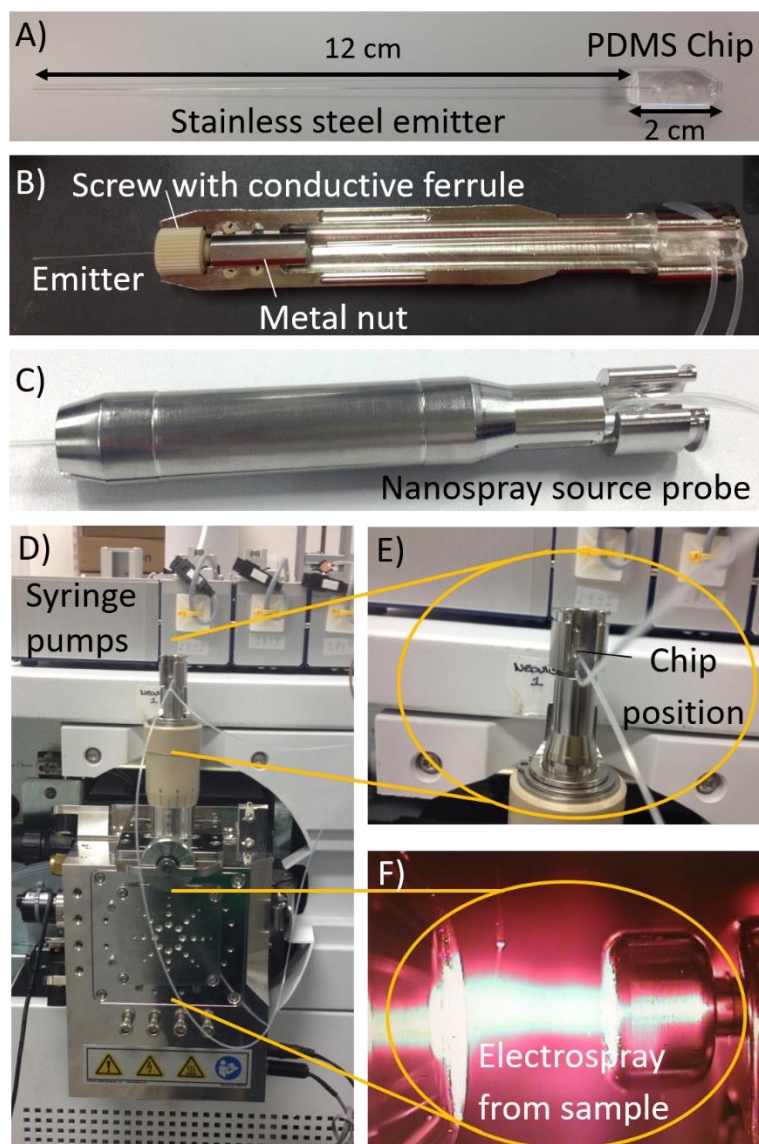 A)
12 cm
PDMS Chip
Stainless steel emitter
2 cm
B)
Screw with conductive ferrule
Emitter
Metal nut
C)
Nanospray source probe
D)
Syringe
pumps
E)
Chip
position
F)
Electrospray
from sample